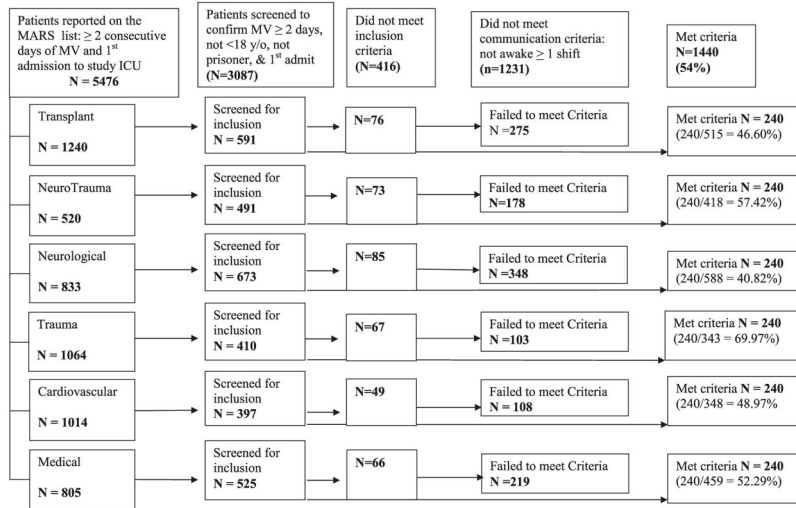 Patients reported on the
MARS list: ≥ 2 consecutive
days of MV and 1st
admission to study ICU
N = 5476
Patients screened to
confirm MV ≥ 2 days,
not <18 y/o, not
prisoner, & 1st admit
(N=3087)
Did not meet
inclusion
criteria
(N=416)
Did not meet
communication criteria:
not awake ≥ 1 shift
(n=1231)
Met criteria
N=1440
(54%)
Transplant
N = 1240
Screened for
inclusion
N = 591
N=76
Failed to meet Criteria
N =275
Met criteria N = 240
(240/515 = 46.60%)
NeuroTrauma
N = 520
Screened for
inclusion
N = 491
N=73
Failed to meet Criteria
N=178
Met criteria N = 240
(240/418 = 57.42%)
Neurological
N = 833
Screened for
inclusion
N = 673
N=85
Failed to meet Criteria
N =348
Met criteria N = 240
(240/588 = 40.82%)
Trauma
N = 1064
Screened for
inclusion
N = 410
N=67
Failed to meet Criteria
N =103
Met criteria N = 240
(240/343 = 69.97%)
Cardiovascular
N = 1014
Screened for
inclusion
N = 397
N=49
Failed to meet Criteria
N = 108
Met criteria N = 240
(240/348 = 48.97%
Medical
N = 805
Screened for
inclusion
N = 525
N=66
Failed to meet Criteria
N =219
Met criteria N = 240
(240/459 = 52.29%)